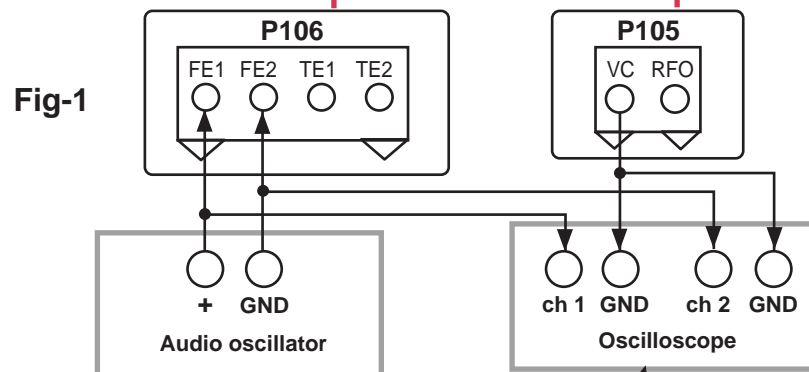 P106
P105
FE1 FE2 TE1 TE2
VC RFO
Fig-1
+ GND
ch 1 GND ch 2 GND
Audio oscillator
Oscilloscope